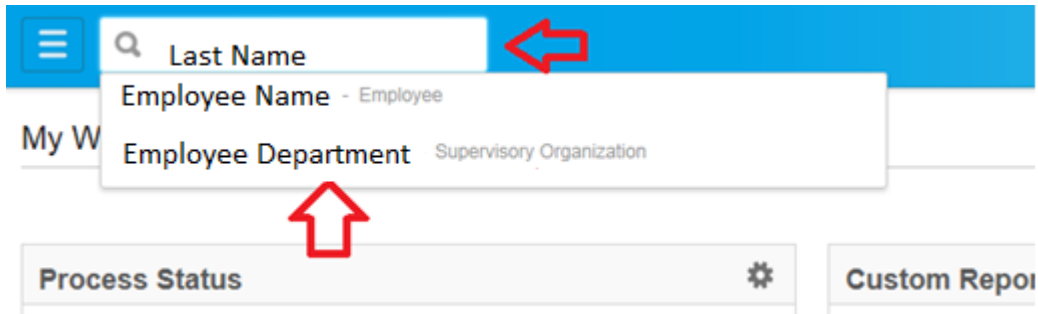 Last Name
Employee Name - Employee
My W
Employee Department Supervisory Organization
Process Status
Custom Repor